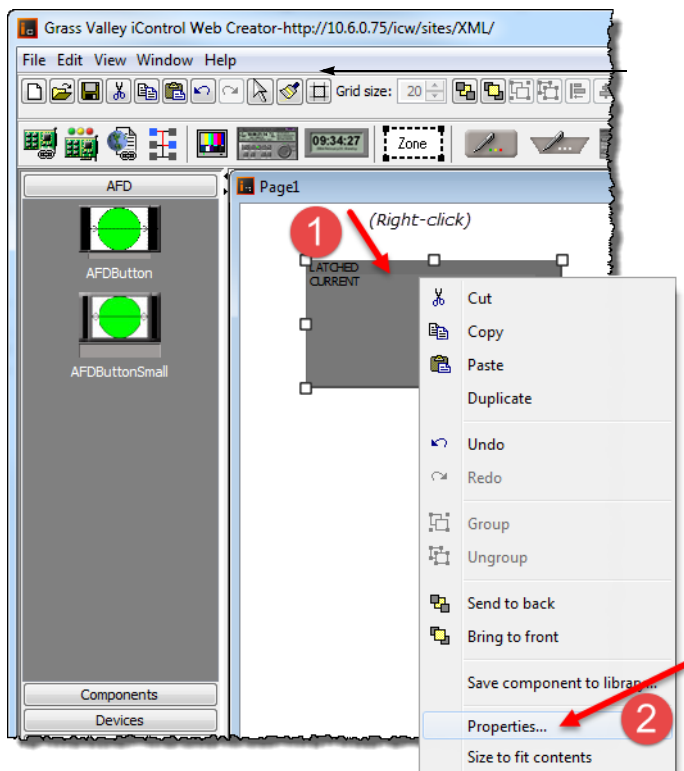 Grass Valley iControl Web Creator-http://10.6.0.75/icw/sites/XML/
File Edit View Window Help
Grid size: 20
09:34:27
Zone
AFD
Page1
1
(Right-click)
AFDButton
LATCHED
CURRENT
Cut
Copy
Paste
AFDButtonSmall
Duplicate
Undo
Redo
Group
Ungroup
Send to back
Bring to front
Save component to library...
Components
Devices
Properties...
2
Size to fit contents